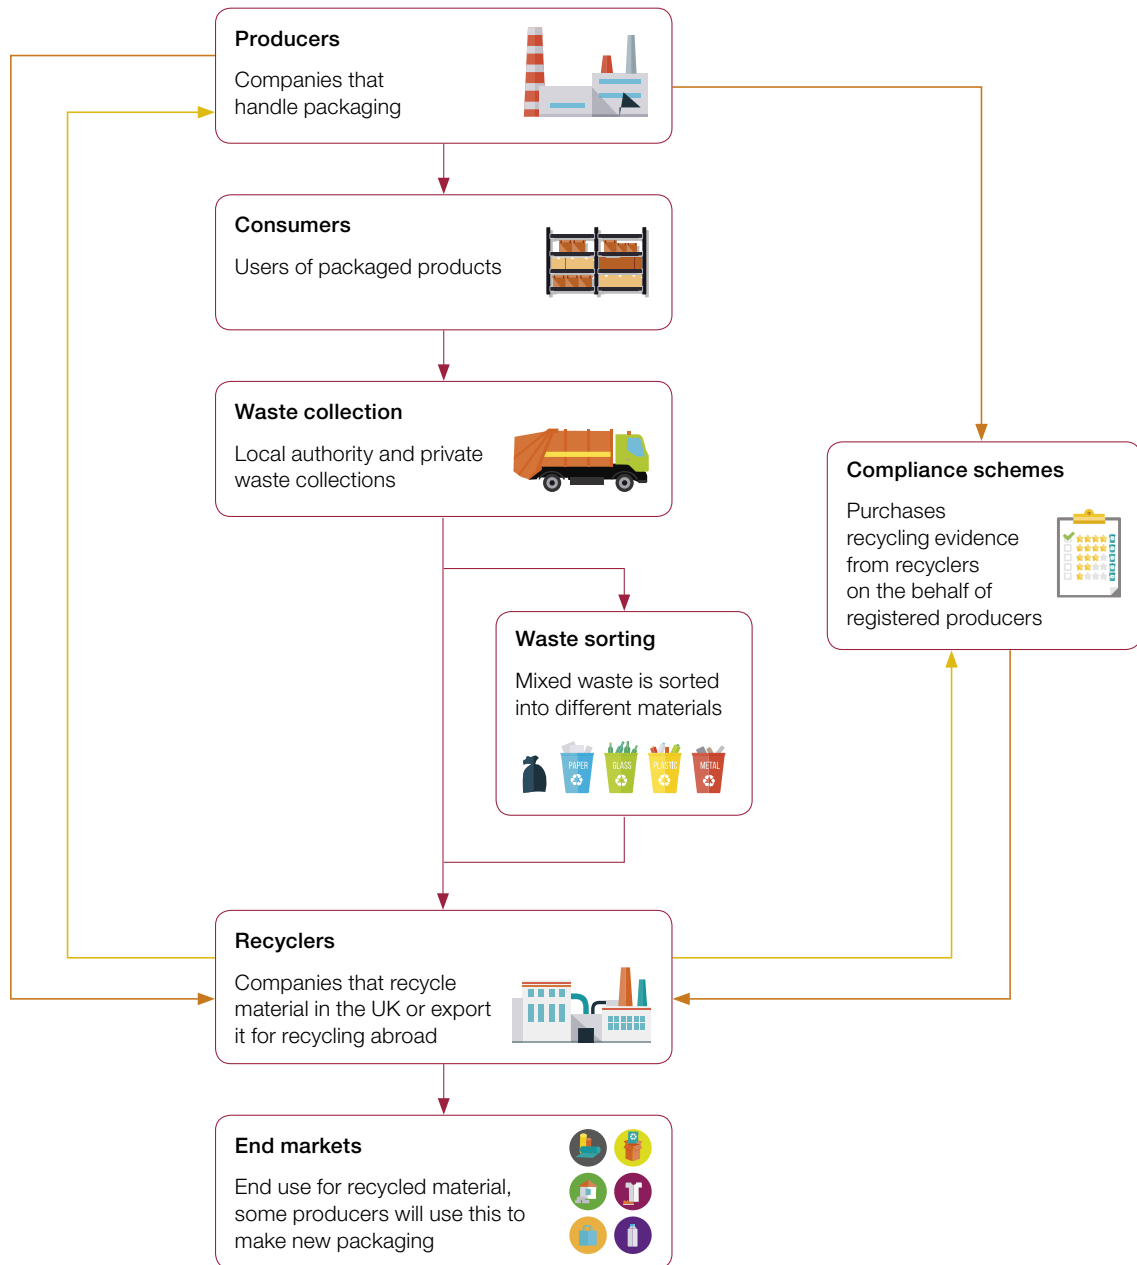 Producers
Companies that
handle packaging
Consumers
Users of packaged products
Waste collection
Local authority and private
waste collections
Compliance schemes
Purchases
recycling evidence
from recyclers
on the behalf of
registered producers
Waste sorting
Mixed waste is sorted
into different materials
PAPER
GLASS
PLASTIC
METAL
Recyclers
Companies that recycle
material in the UK or export
it for recycling abroad
End markets
End use for recycled material,
some producers will use this to
make new packaging